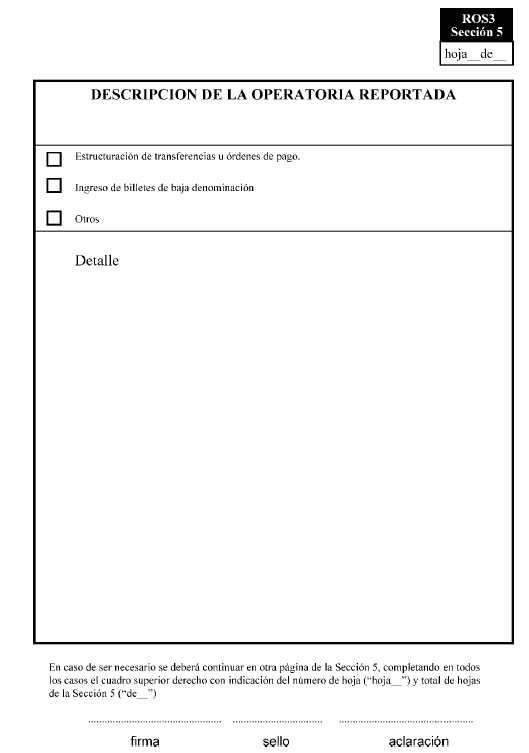 ROS3
Sección 5
hoja__de__
DESCRIPCION DE LA OPERATORIA REPORTADA
Estructuración de transferencias u órdenes de pago.
Ingreso de billetes de baja denominación
Otros
Detalle
En caso de ser necesario se deberá continuar en otra página de la Sección 5, completando en todos
los casos el cuadro superior derecho con indicación del número de hoja (“hoja__”) y total de hojas
de la Sección 5 (“de__”)
firma sello aclaración